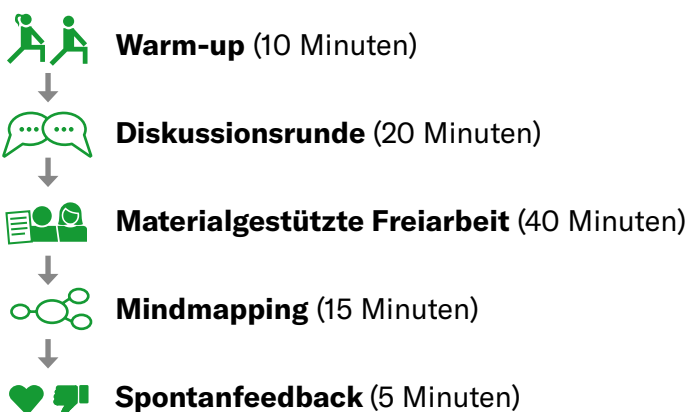 Warm-up (10 Minuten)
Diskussionsrunde (20 Minuten)
Materialgestützte Freiarbeit (40 Minuten)
Mindmapping (15 Minuten)
Spontanfeedback (5 Minuten)